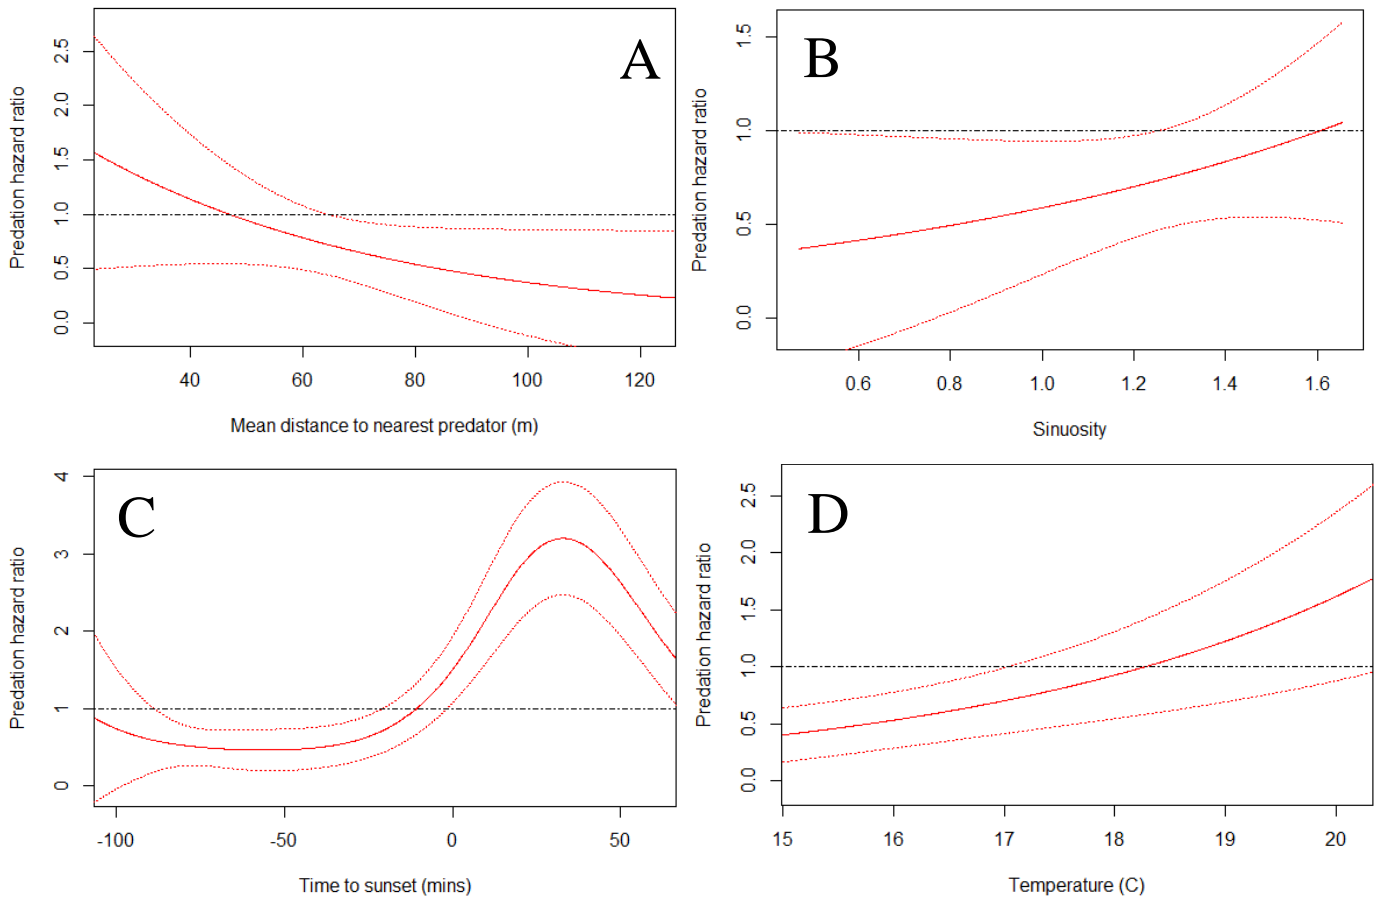 A
Predation hazard ratio
2.5
2.0
1.5
1.0
0.5
0.0
40 60 80 100 120
Mean distance to nearest predator (m)
B
Predation hazard ratio
1.5
1.0
0.5
0.0
0.6 0.8 1.0 1.2 1.4 1.6
Sinuosity
C
Predation hazard ratio
4
3
2
1
0
-100 -50 0 50
Time to sunset (mins)
D
Predation hazard ratio
2.5
2.0
1.5
1.0
0.5
0.0
15 16 17 18 19 20
Temperature (C)